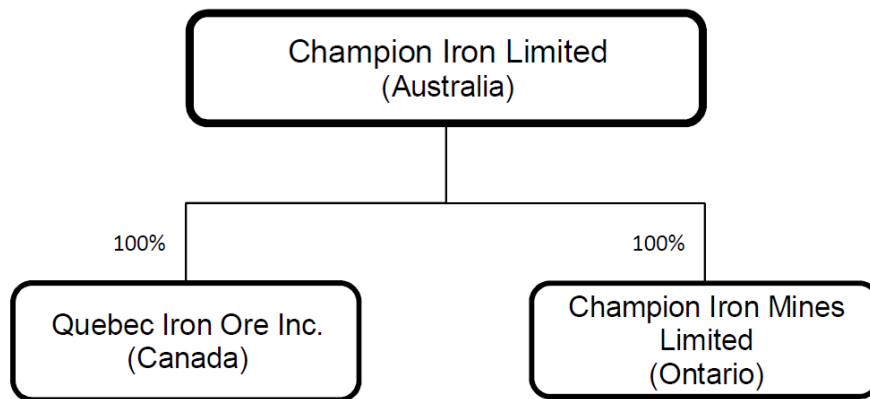 Champion Iron Limited
(Australia)
100%
100%
Quebec Iron Ore Inc.
(Canada)
Champion Iron Mines
Limited
(Ontario)